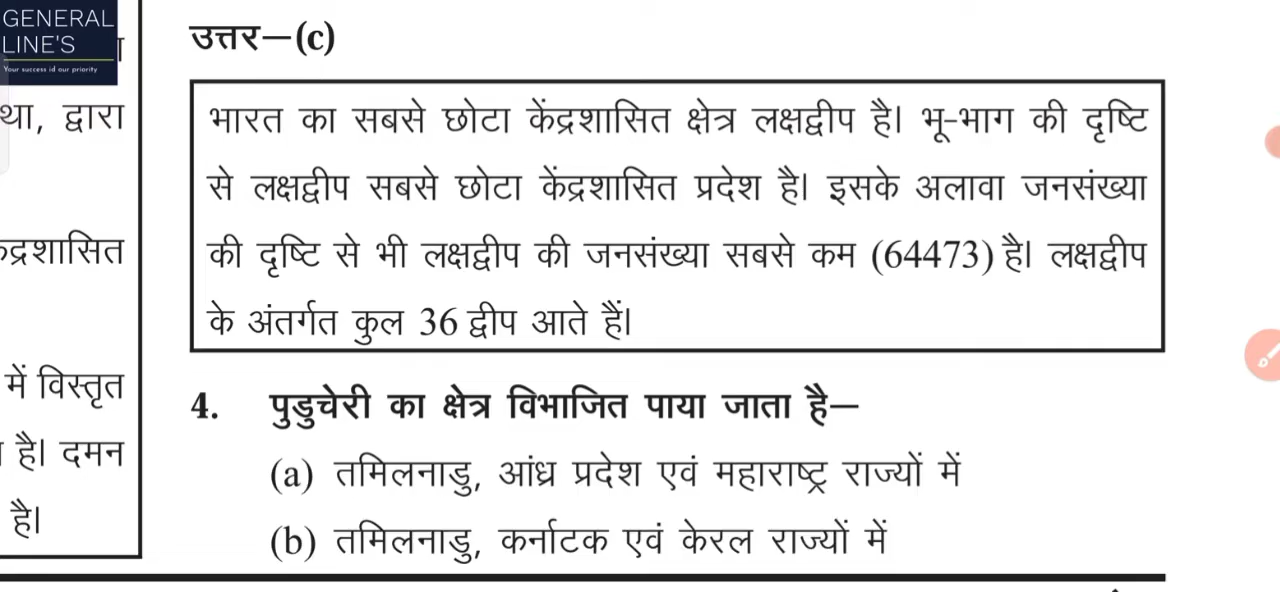 GENERAL
LINE'S
Your success id our priority
था, द्वारा
में विस्तृत
है। दमन
है।
उत्तर—(c)
भारत का सबसे छोटा केंद्रशासित क्षेत्र लक्षद्वीप है। भू-भाग की दृष्टि
से लक्षद्वीप सबसे छोटा केंद्रशासित प्रदेश है। इसके अलावा जनसंख्या
की दृष्टि से भी लक्षद्वीप की जनसंख्या सबसे कम (64473) है। लक्षद्वीप
के अंतर्गत कुल 36 द्वीप आते हैं।
4. पुडुचेरी का क्षेत्र विभाजित पाया जाता है—
(a) तमिलनाडु, आंध्र प्रदेश एवं महाराष्ट्र राज्यों में
(b) तमिलनाडु, कर्नाटक एवं केरल राज्यों में